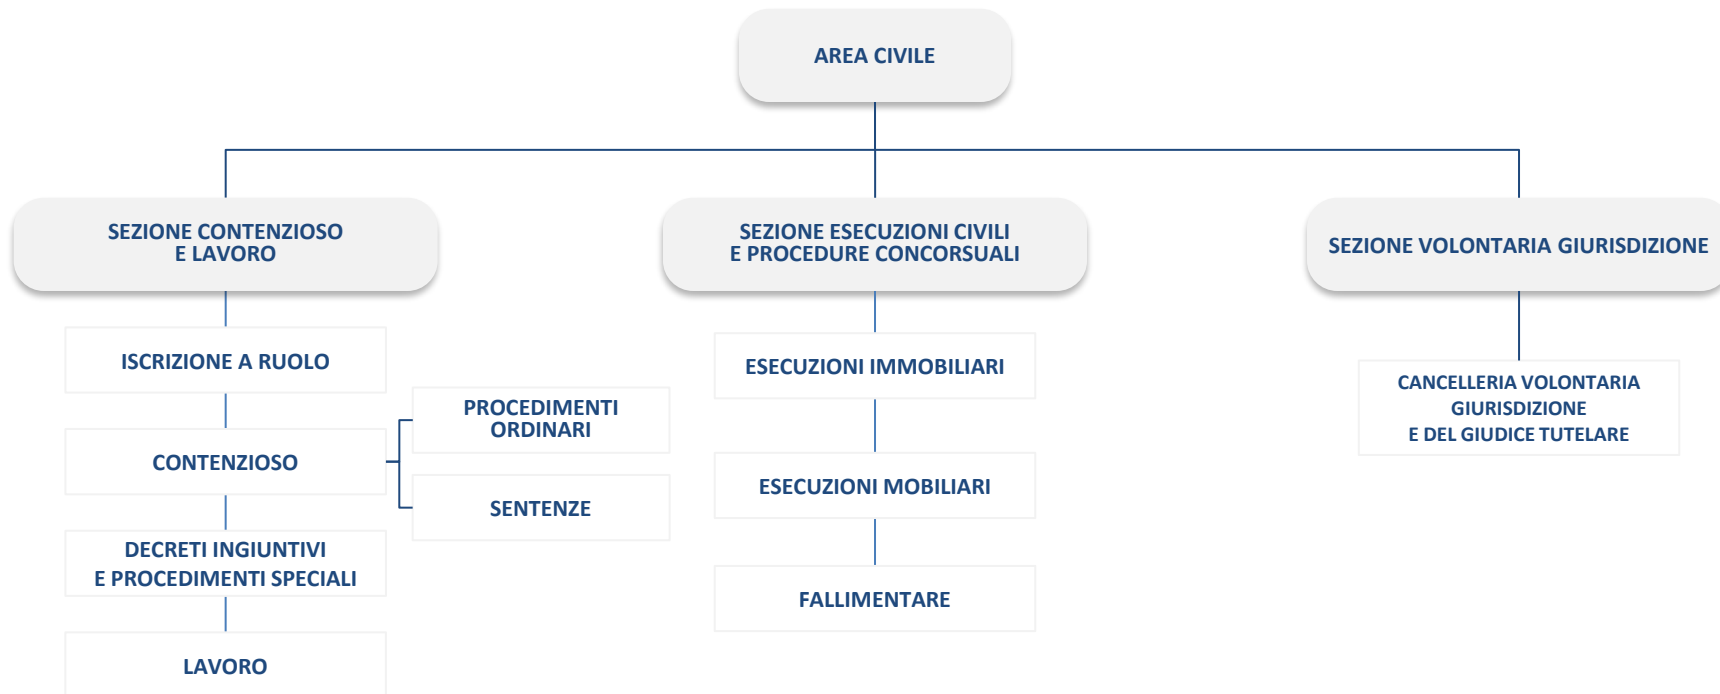 AREA CIVILE
SEZIONE CONTENZIOSO
E LAVORO
SEZIONE ESECUZIONI CIVILI
E PROCEDURE CONCORSUALI
SEZIONE VOLONTARIA GIURISDIZIONE
ISCRIZIONE A RUOLO
CONTENZIOSO
PROCEDIMENTI
ORDINARI
SENTENZE
DECRETI INGIUNTIVI
E PROCEDIMENTI SPECIALI
LAVORO
ESECUZIONI IMMOBILIARI
ESECUZIONI MOBILIARI
FALLIMENTARE
CANCELLERIA VOLONTARIA
GIURISDIZIONE
E DEL GIUDICE TUTELARE